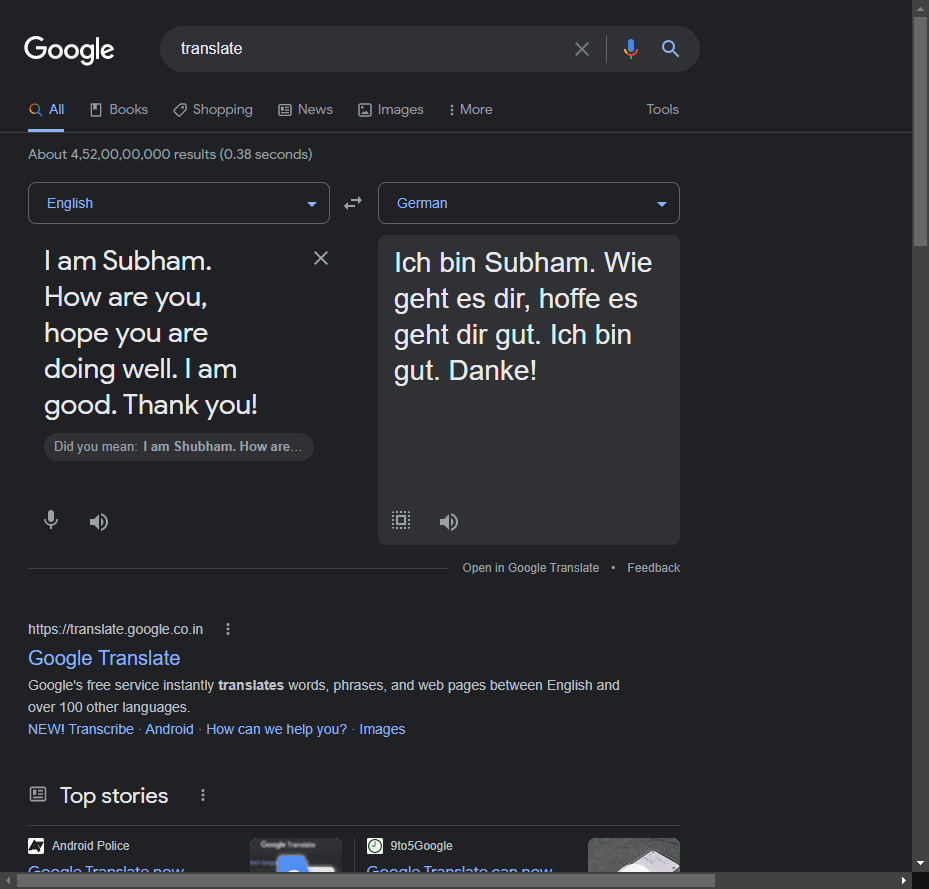 Google
translate
All Books Shopping News Images More Tools
About 4,52,00,00,000 results (0.38 seconds)
English German
I am Subham.
How are you,
hope you are
doing well. I am
good. Thank you!
Did you mean: I am Shubham. How are...
Ich bin Subham. Wie
geht es dir, hoffe es
geht dir gut. Ich bin
gut. Danke!
Open in Google Translate • Feedback
https://translate.google.co.in
Google Translate
Google's free service instantly translates words, phrases, and web pages between English and
over 100 other languages.
NEW! Transcribe · Android · How can we help you? · Images
Top stories
Android Police
Google Translate
9to5Google
Google Translate now
Google Translate can now